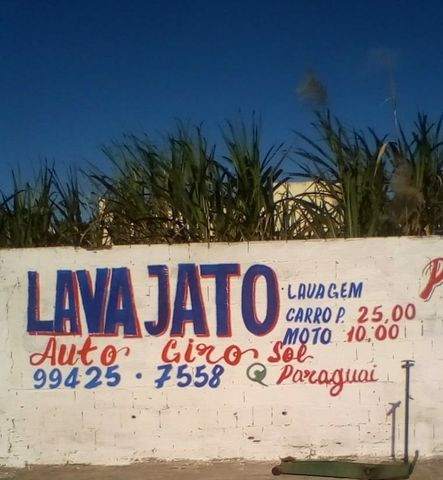 LAVA JATO
LAVAGEM
CARRO P. 25,00
MOTO 10,00
Auto Giro Sol
99425 · 7558
Paraguai
P